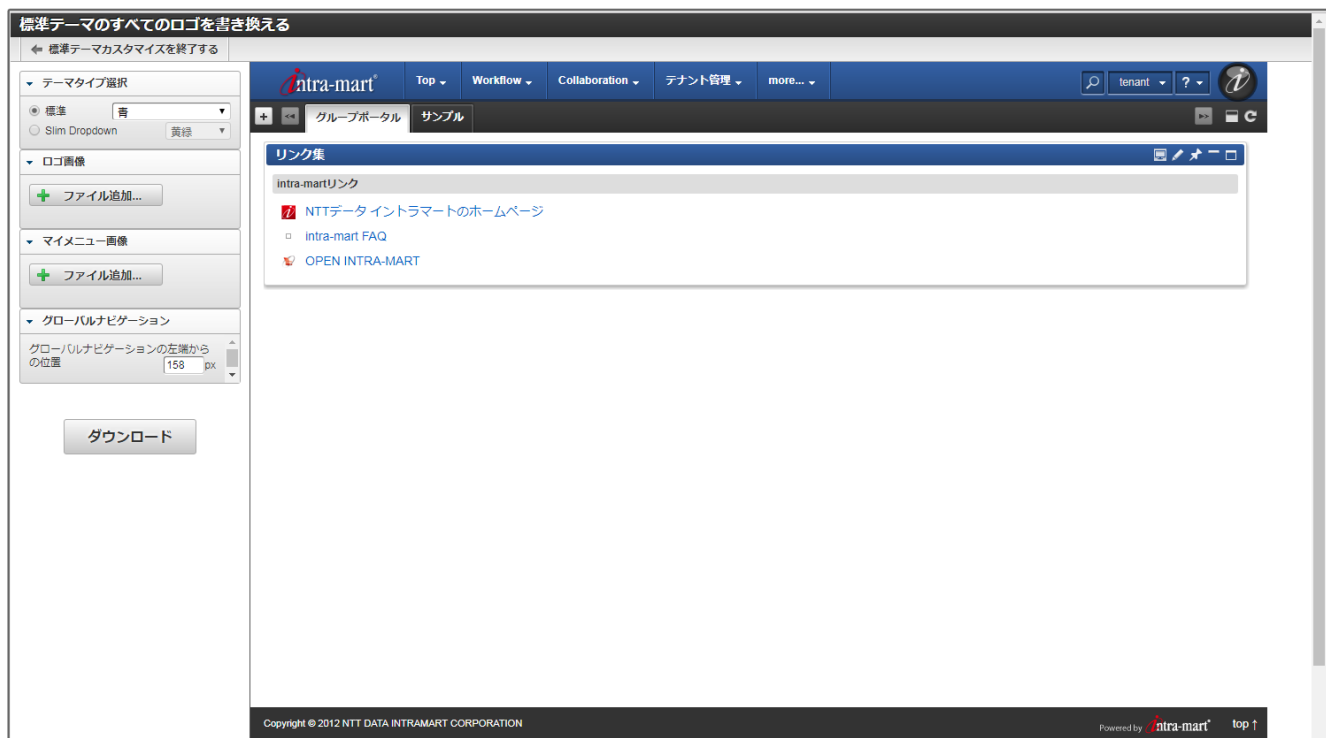 標準テーマのすべてのロゴを書き換える
標準テーマカスタマイズを終了する
テーマタイプ選択
標準 青
Slim Dropdown 黄緑
ロゴ画像
ファイル追加...
マイメニュー画像
ファイル追加...
グローバルナビゲーション
グローバルナビゲーションの左端から
の位置 158 px
ダウンロード
intra-mart Top Workflow Collaboration テナント管理 more... tenant ?
グループポータル サンプル
リンク集
intra-martリンク
NTTデータ イントラマートのホームページ
intra-mart FAQ
OPEN INTRA-MART
Copyright © 2012 NTT DATA INTRAMART CORPORATION
Powered by intra-mart top ↑